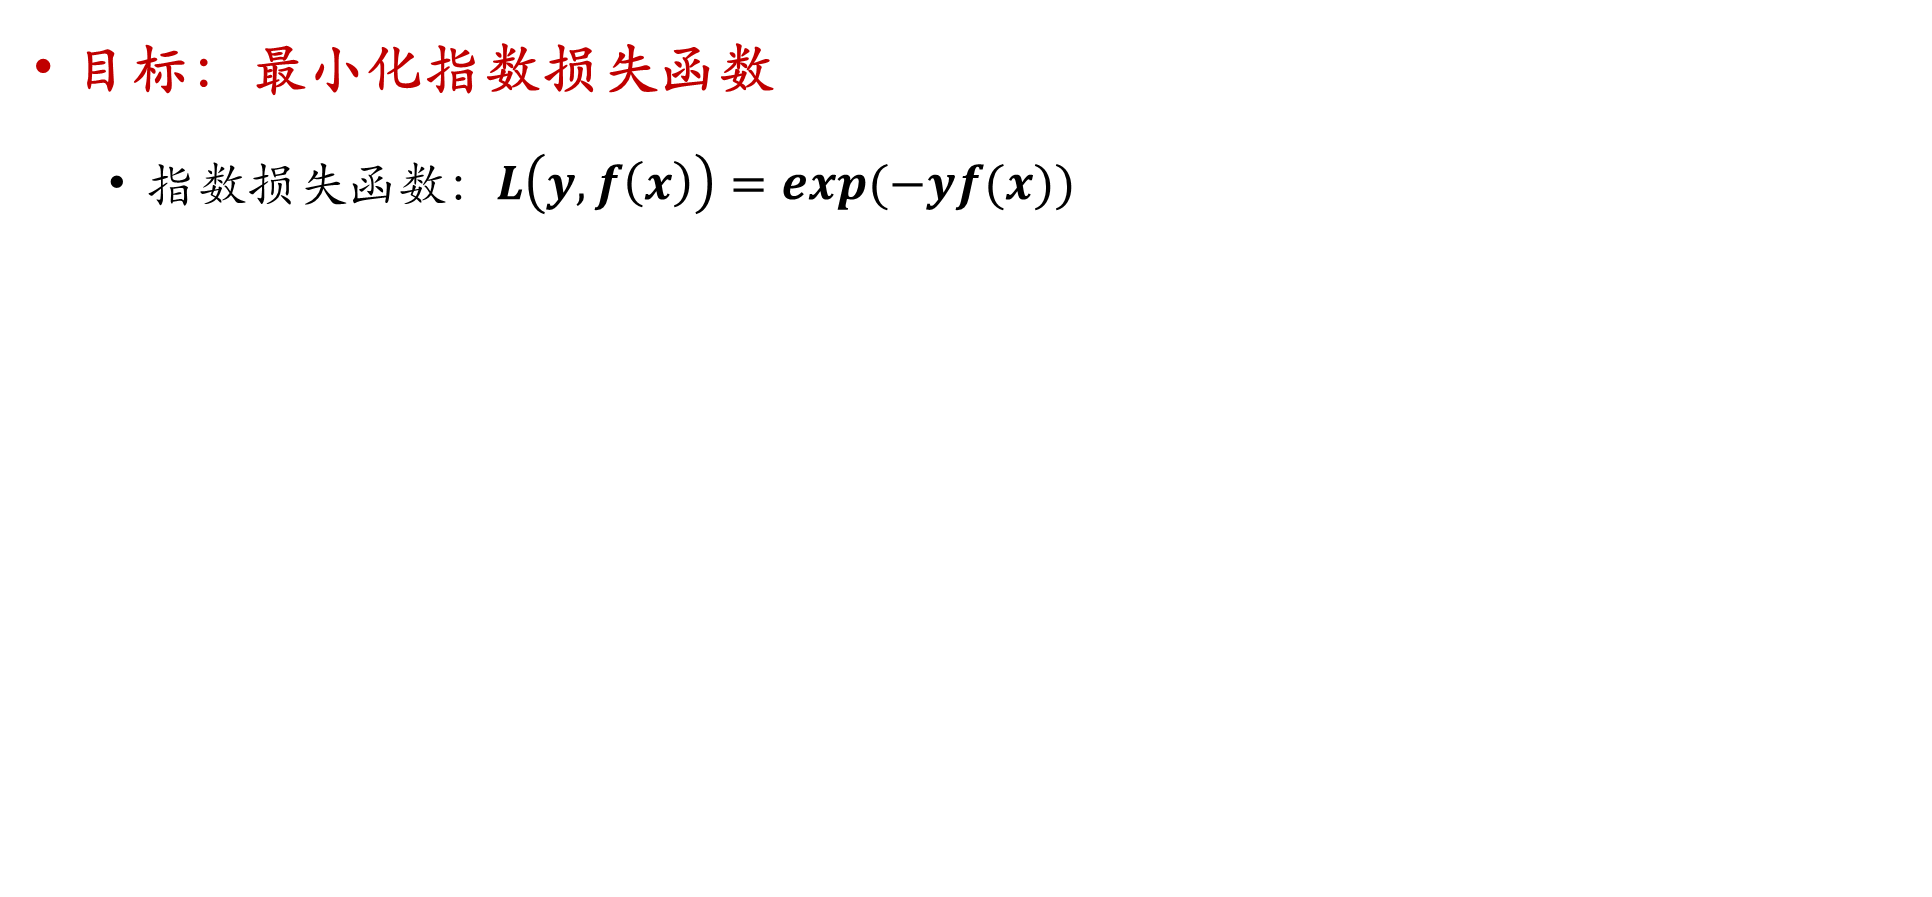 • 目标： 最小化指数损失函数
• 指数损失函数：L(y, f(x)) = exp(−yf(x))